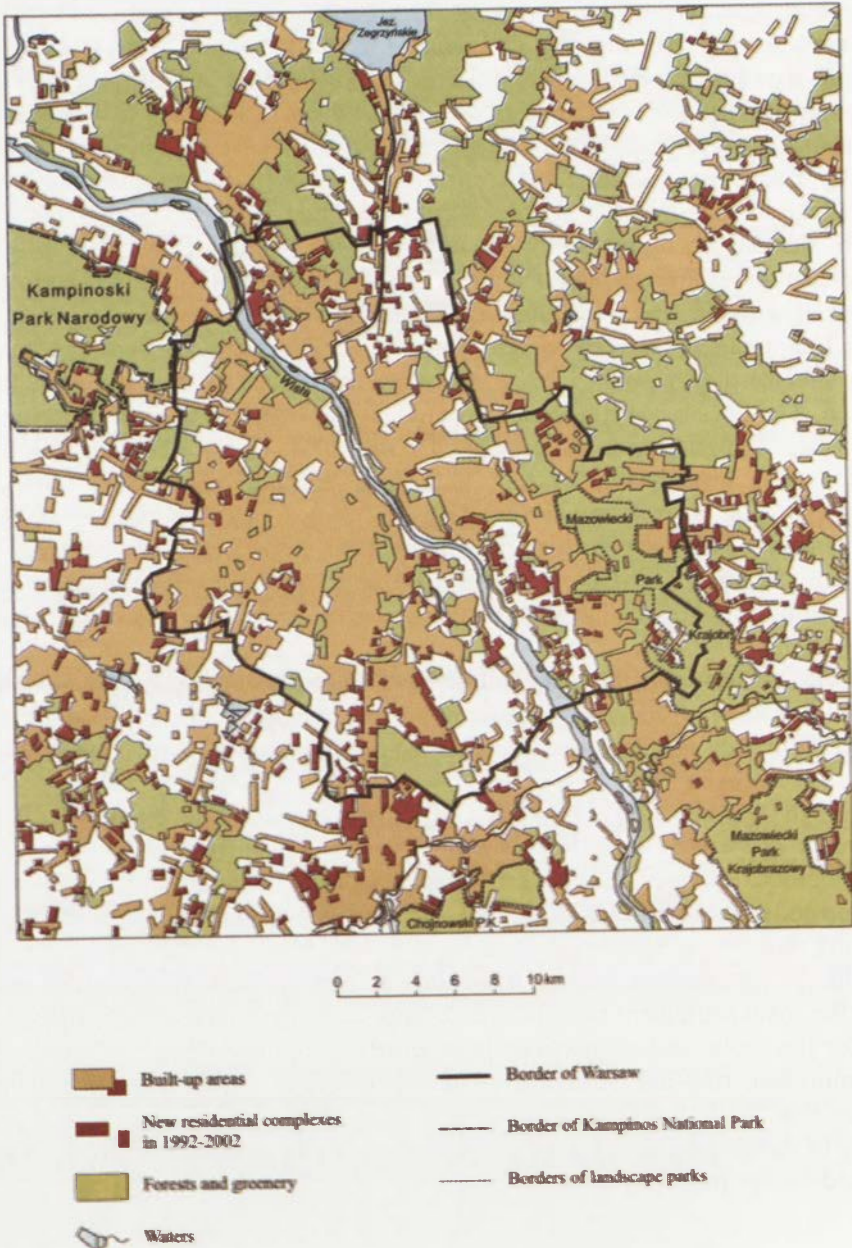 Jez.
Zegrzyńskie
Kampinoski
Park Narodowy
Wisła
Mazowiecki
Park
Krajobr.
Mazowiecki
Park
Krajobrazowy
Chojnowski P.K.
0 2 4 6 8 10 km
Built-up areas
New residential complexes
in 1992-2002
Forests and greenery
Waters
Border of Warsaw
Border of Kampinos National Park
Borders of landscape parks